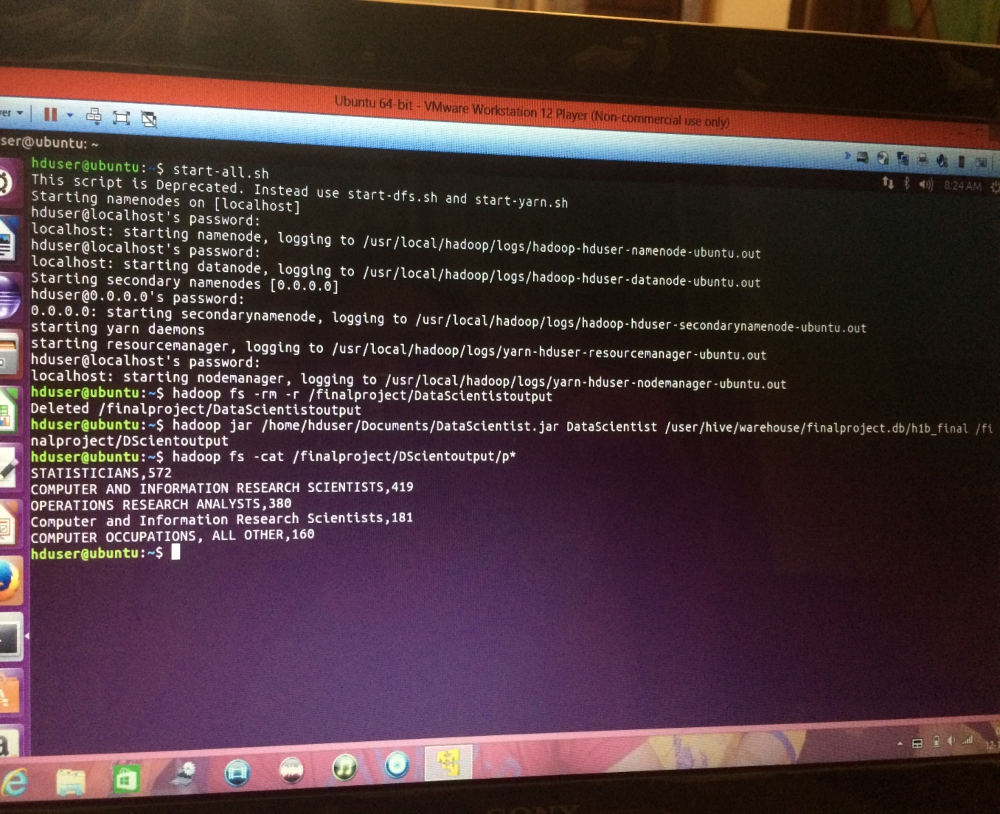 Ubuntu 64-bit - VMware Workstation 12 Player (Non-commercial use only)
ver
ser@ubuntu: ~
8:24 AM
hduser@ubuntu:~$ start-all.sh
This script is Deprecated. Instead use start-dfs.sh and start-yarn.sh
Starting namenodes on [localhost]
hduser@localhost's password:
localhost: starting namenode, logging to /usr/local/hadoop/logs/hadoop-hduser-namenode-ubuntu.out
hduser@localhost's password:
localhost: starting datanode, logging to /usr/local/hadoop/logs/hadoop-hduser-datanode-ubuntu.out
Starting secondary namenodes [0.0.0.0]
hduser@0.0.0.0's password:
0.0.0.0: starting secondarynamenode, logging to /usr/local/hadoop/logs/hadoop-hduser-secondarynamenode-ubuntu.out
starting yarn daemons
starting resourcemanager, logging to /usr/local/hadoop/logs/yarn-hduser-resourcemanager-ubuntu.out
hduser@localhost's password:
localhost: starting nodemanager, logging to /usr/local/hadoop/logs/yarn-hduser-nodemanager-ubuntu.out
hduser@ubuntu:~$ hadoop fs -rm -r /finalproject/DataScientistoutput
Deleted /finalproject/DataScientistoutput
hduser@ubuntu:~$ hadoop jar /home/hduser/Documents/DataScientist.jar DataScientist /user/hive/warehouse/finalproject.db/h1b_final /fi
nalproject/DScientoutput
hduser@ubuntu:~$ hadoop fs -cat /finalproject/DScientoutput/p*
STATISTICIANS,572
COMPUTER AND INFORMATION RESEARCH SCIENTISTS,419
OPERATIONS RESEARCH ANALYSTS,380
Computer and Information Research Scientists,181
COMPUTER OCCUPATIONS, ALL OTHER,160
hduser@ubuntu:~$
SONY